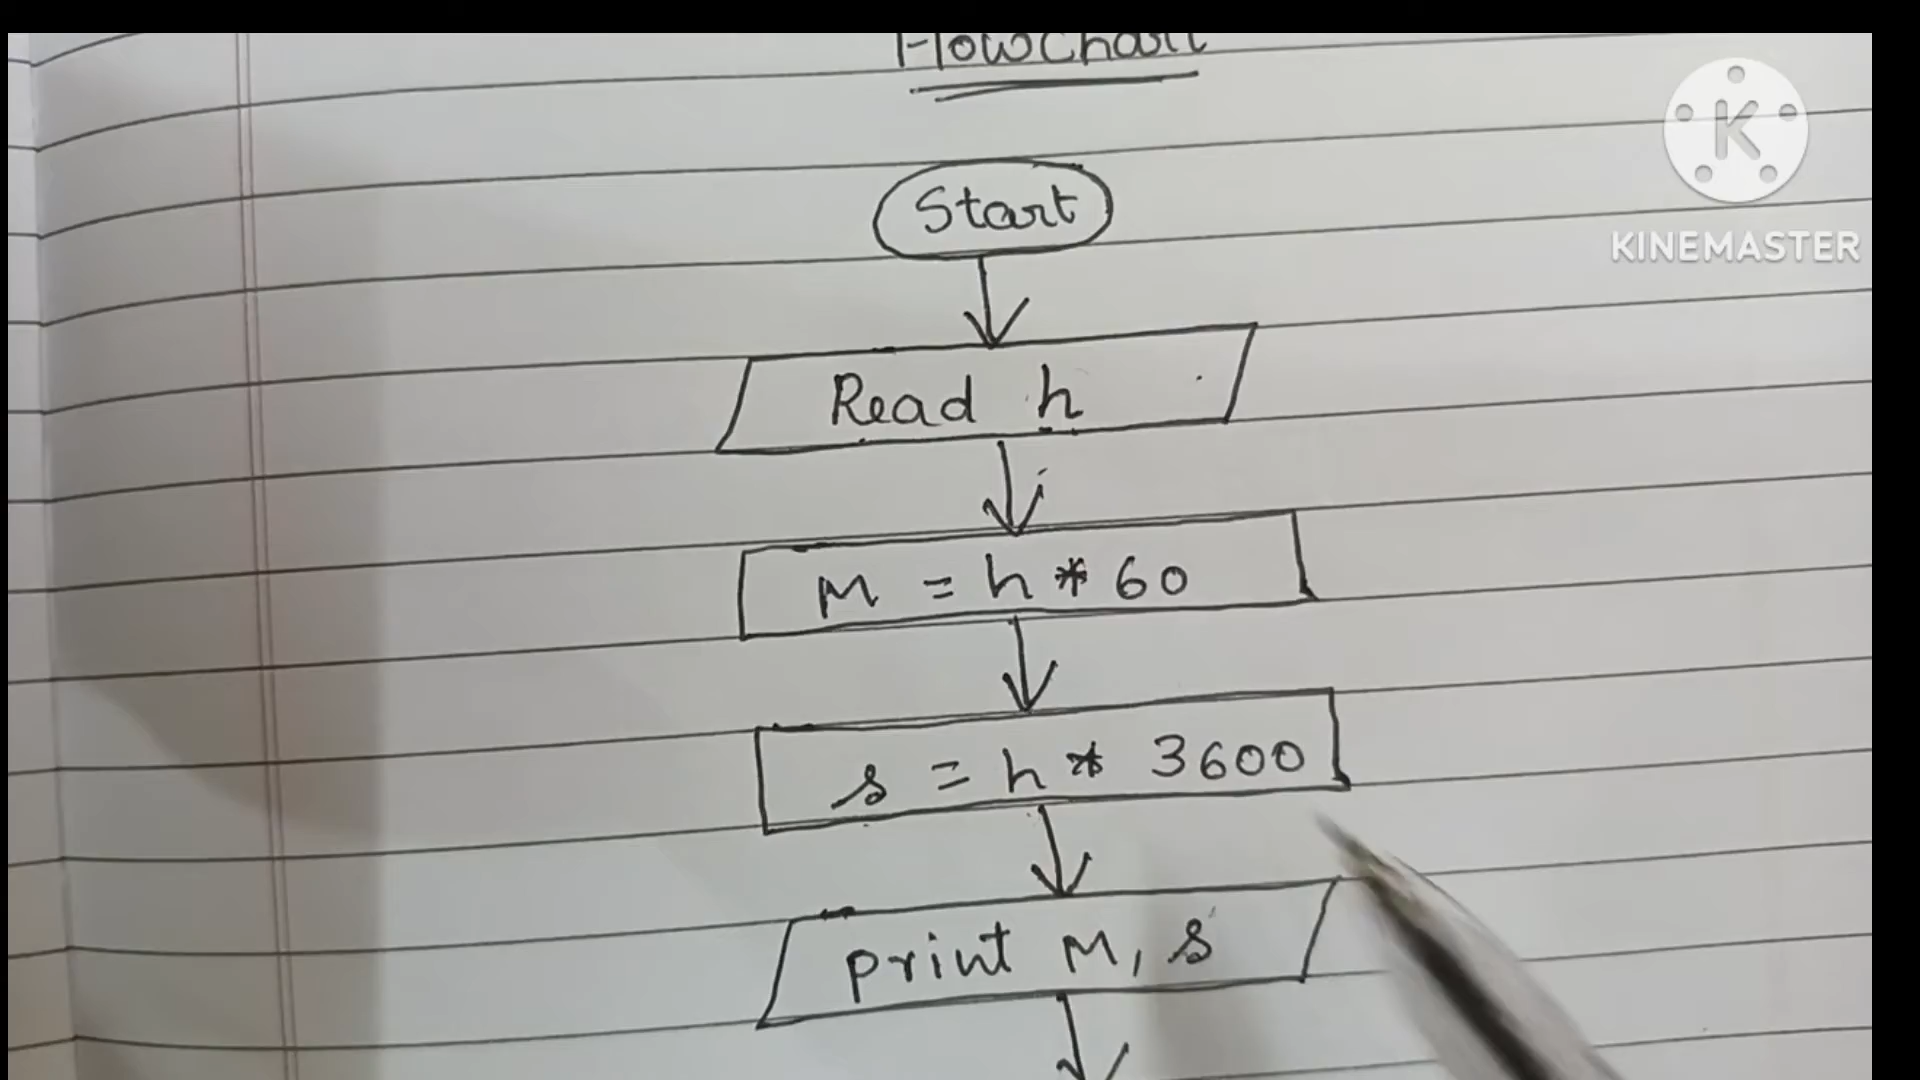 Flowchart
Start
Read h
M = h * 60
s = h * 3600
print M, s
K
KINEMASTER